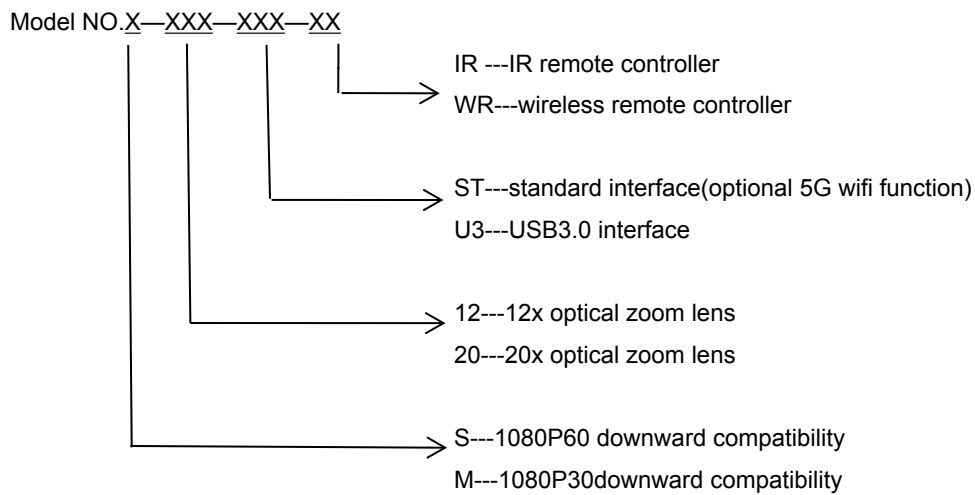 Model NO.X—XXX—XXX—XX
IR ---IR remote controller
WR---wireless remote controller
ST---standard interface(optional 5G wifi function)
U3---USB3.0 interface
12---12x optical zoom lens
20---20x optical zoom lens
S---1080P60 downward compatibility
M---1080P30downward compatibility